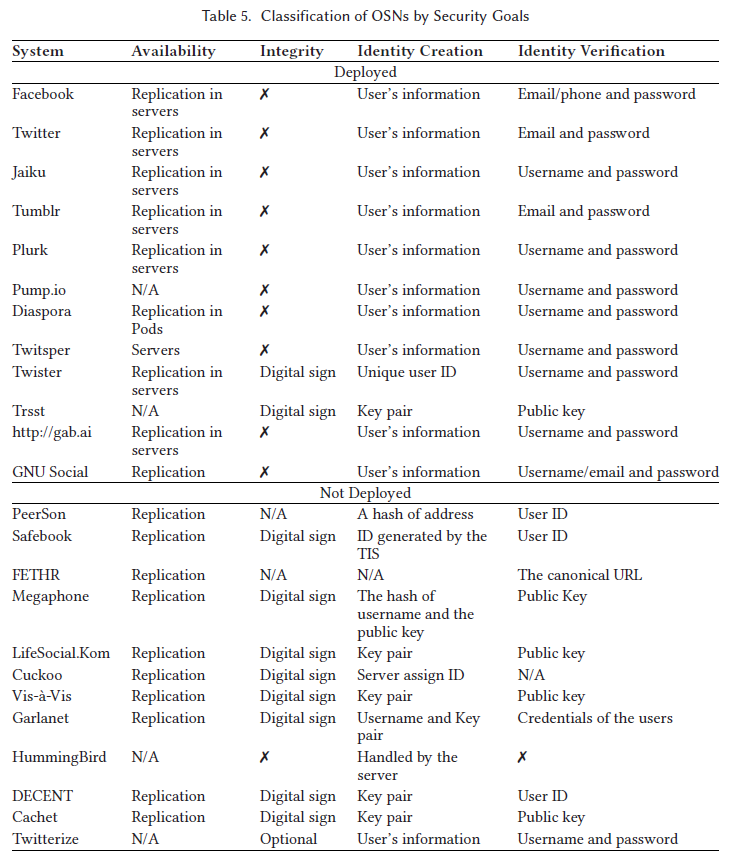 Table 5. Classification of OSNs by Security Goals
System Availability Integrity Identity Creation Identity Verification
Deployed
Facebook Replication in servers ✗ User's information Email/phone and password
Twitter Replication in servers ✗ User's information Email and password
Jaiku Replication in servers ✗ User's information Username and password
Tumblr Replication in servers ✗ User's information Email and password
Plurk Replication in servers ✗ User's information Username and password
Pump.io N/A ✗ User's information Username and password
Diaspora Replication in Pods ✗ User's information Username and password
Twitsper Servers ✗ User's information Username and password
Twister Replication in servers Digital sign Unique user ID Username and password
Trsst N/A Digital sign Key pair Public key
http://gab.ai Replication in servers ✗ User's information Username and password
GNU Social Replication ✗ User's information Username/email and password
Not Deployed
PeerSon Replication N/A A hash of address User ID
Safebook Replication Digital sign ID generated by the TIS User ID
FETHR Replication N/A N/A The canonical URL
Megaphone Replication Digital sign The hash of username and the public key Public Key
LifeSocial.Kom Replication Digital sign Key pair Public key
Cuckoo Replication Digital sign Server assign ID N/A
Vis-à-Vis Replication Digital sign Key pair Public key
Garlanet Replication Digital sign Username and Key pair Credentials of the users
HummingBird N/A ✗ Handled by the server ✗
DECENT Replication Digital sign Key pair User ID
Cachet Replication Digital sign Key pair Public key
Twitterize N/A Optional User's information Username and password